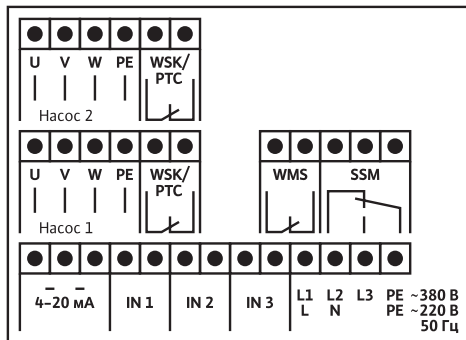 U V W PE WSK/
PTC
Насос 2
U V W PE WSK/
PTC
Насос 1
WMS SSM
4–20 мА IN 1 IN 2 IN 3 L1 L2 L3 PE ~380 В
L N PE ~220 В
50 Гц